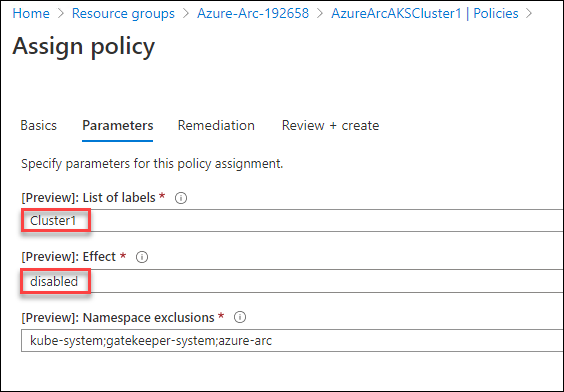 Home > Resource groups > Azure-Arc-192658 > AzureArcAKSCluster1 | Policies >
Assign policy
Basics Parameters Remediation Review + create
Specify parameters for this policy assignment.
[Preview]: List of labels *
Cluster1
[Preview]: Effect *
disabled
[Preview]: Namespace exclusions *
kube-system;gatekeeper-system;azure-arc